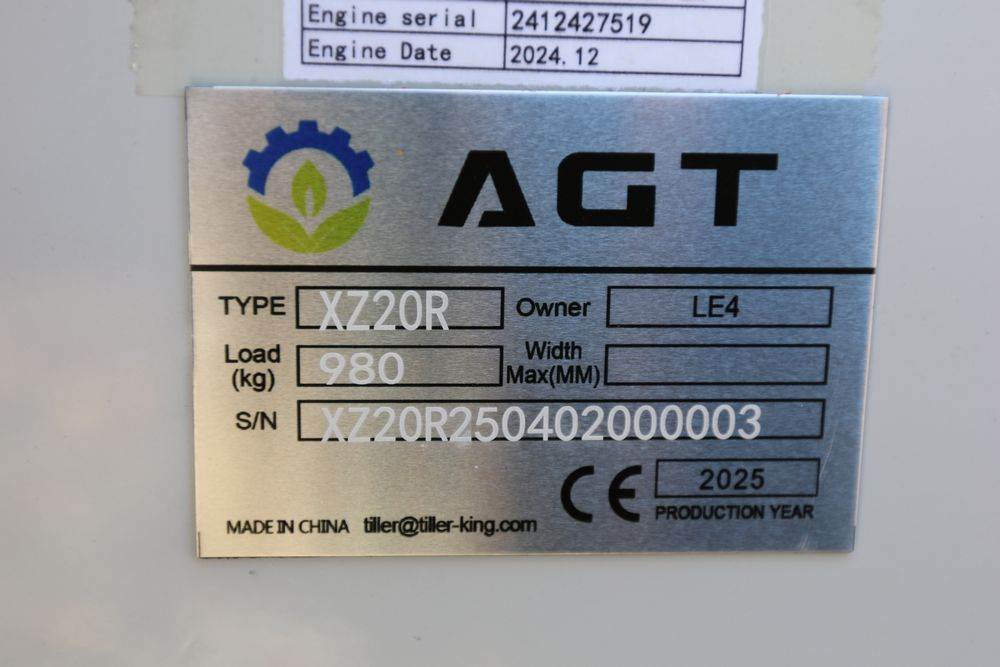 Engine serial 2412427519
Engine Date 2024.12
AGT
TYPE XZ20R Owner LE4
Load (kg) 980 Width Max(MM)
S/N XZ20R250402000003
CE 2025
PRODUCTION YEAR
MADE IN CHINA tiller@tiller-king.com